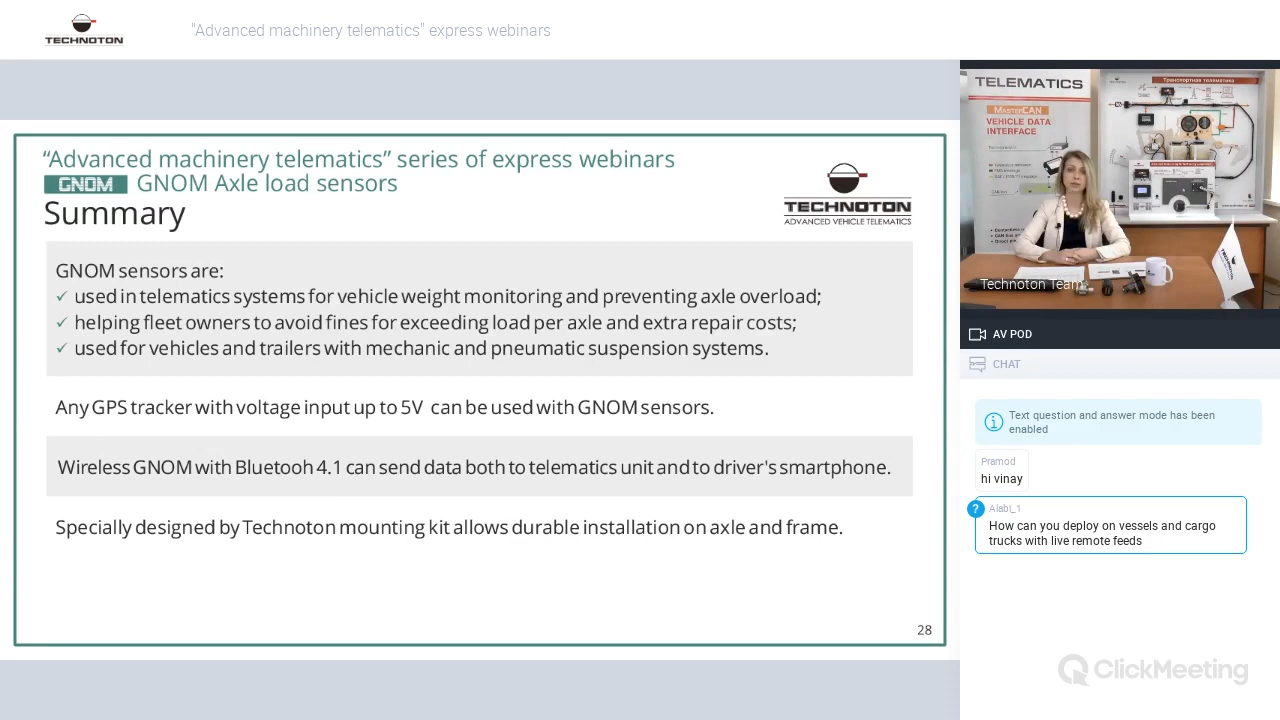 TECHNOTON
"Advanced machinery telematics" express webinars
“Advanced machinery telematics” series of express webinars
GNOM GNOM Axle load sensors
Summary
TECHNOTON
ADVANCED VEHICLE TELEMATICS
GNOM sensors are:
✓ used in telematics systems for vehicle weight monitoring and preventing axle overload;
✓ helping fleet owners to avoid fines for exceeding load per axle and extra repair costs;
✓ used for vehicles and trailers with mechanic and pneumatic suspension systems.
Any GPS tracker with voltage input up to 5V can be used with GNOM sensors.
Wireless GNOM with Bluetooh 4.1 can send data both to telematics unit and to driver's smartphone.
Specially designed by Technoton mounting kit allows durable installation on axle and frame.
28
TELEMATICS
MasterCAN
VEHICLE DATA
INTERFACE
Транспортная телематика
Technoton Team
AV POD
CHAT
Text question and answer mode has been
enabled
Pramod
hi vinay
?
Alabi_1
How can you deploy on vessels and cargo
trucks with live remote feeds
ClickMeeting